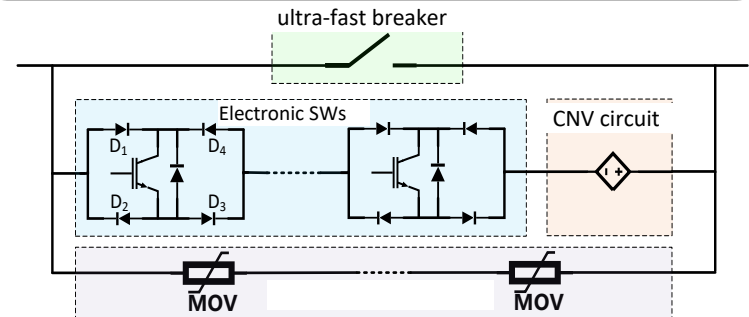 ultra-fast breaker
Electronic SWs
CNV circuit
D₁ D₄
- +
D₂ D₃
MOV MOV